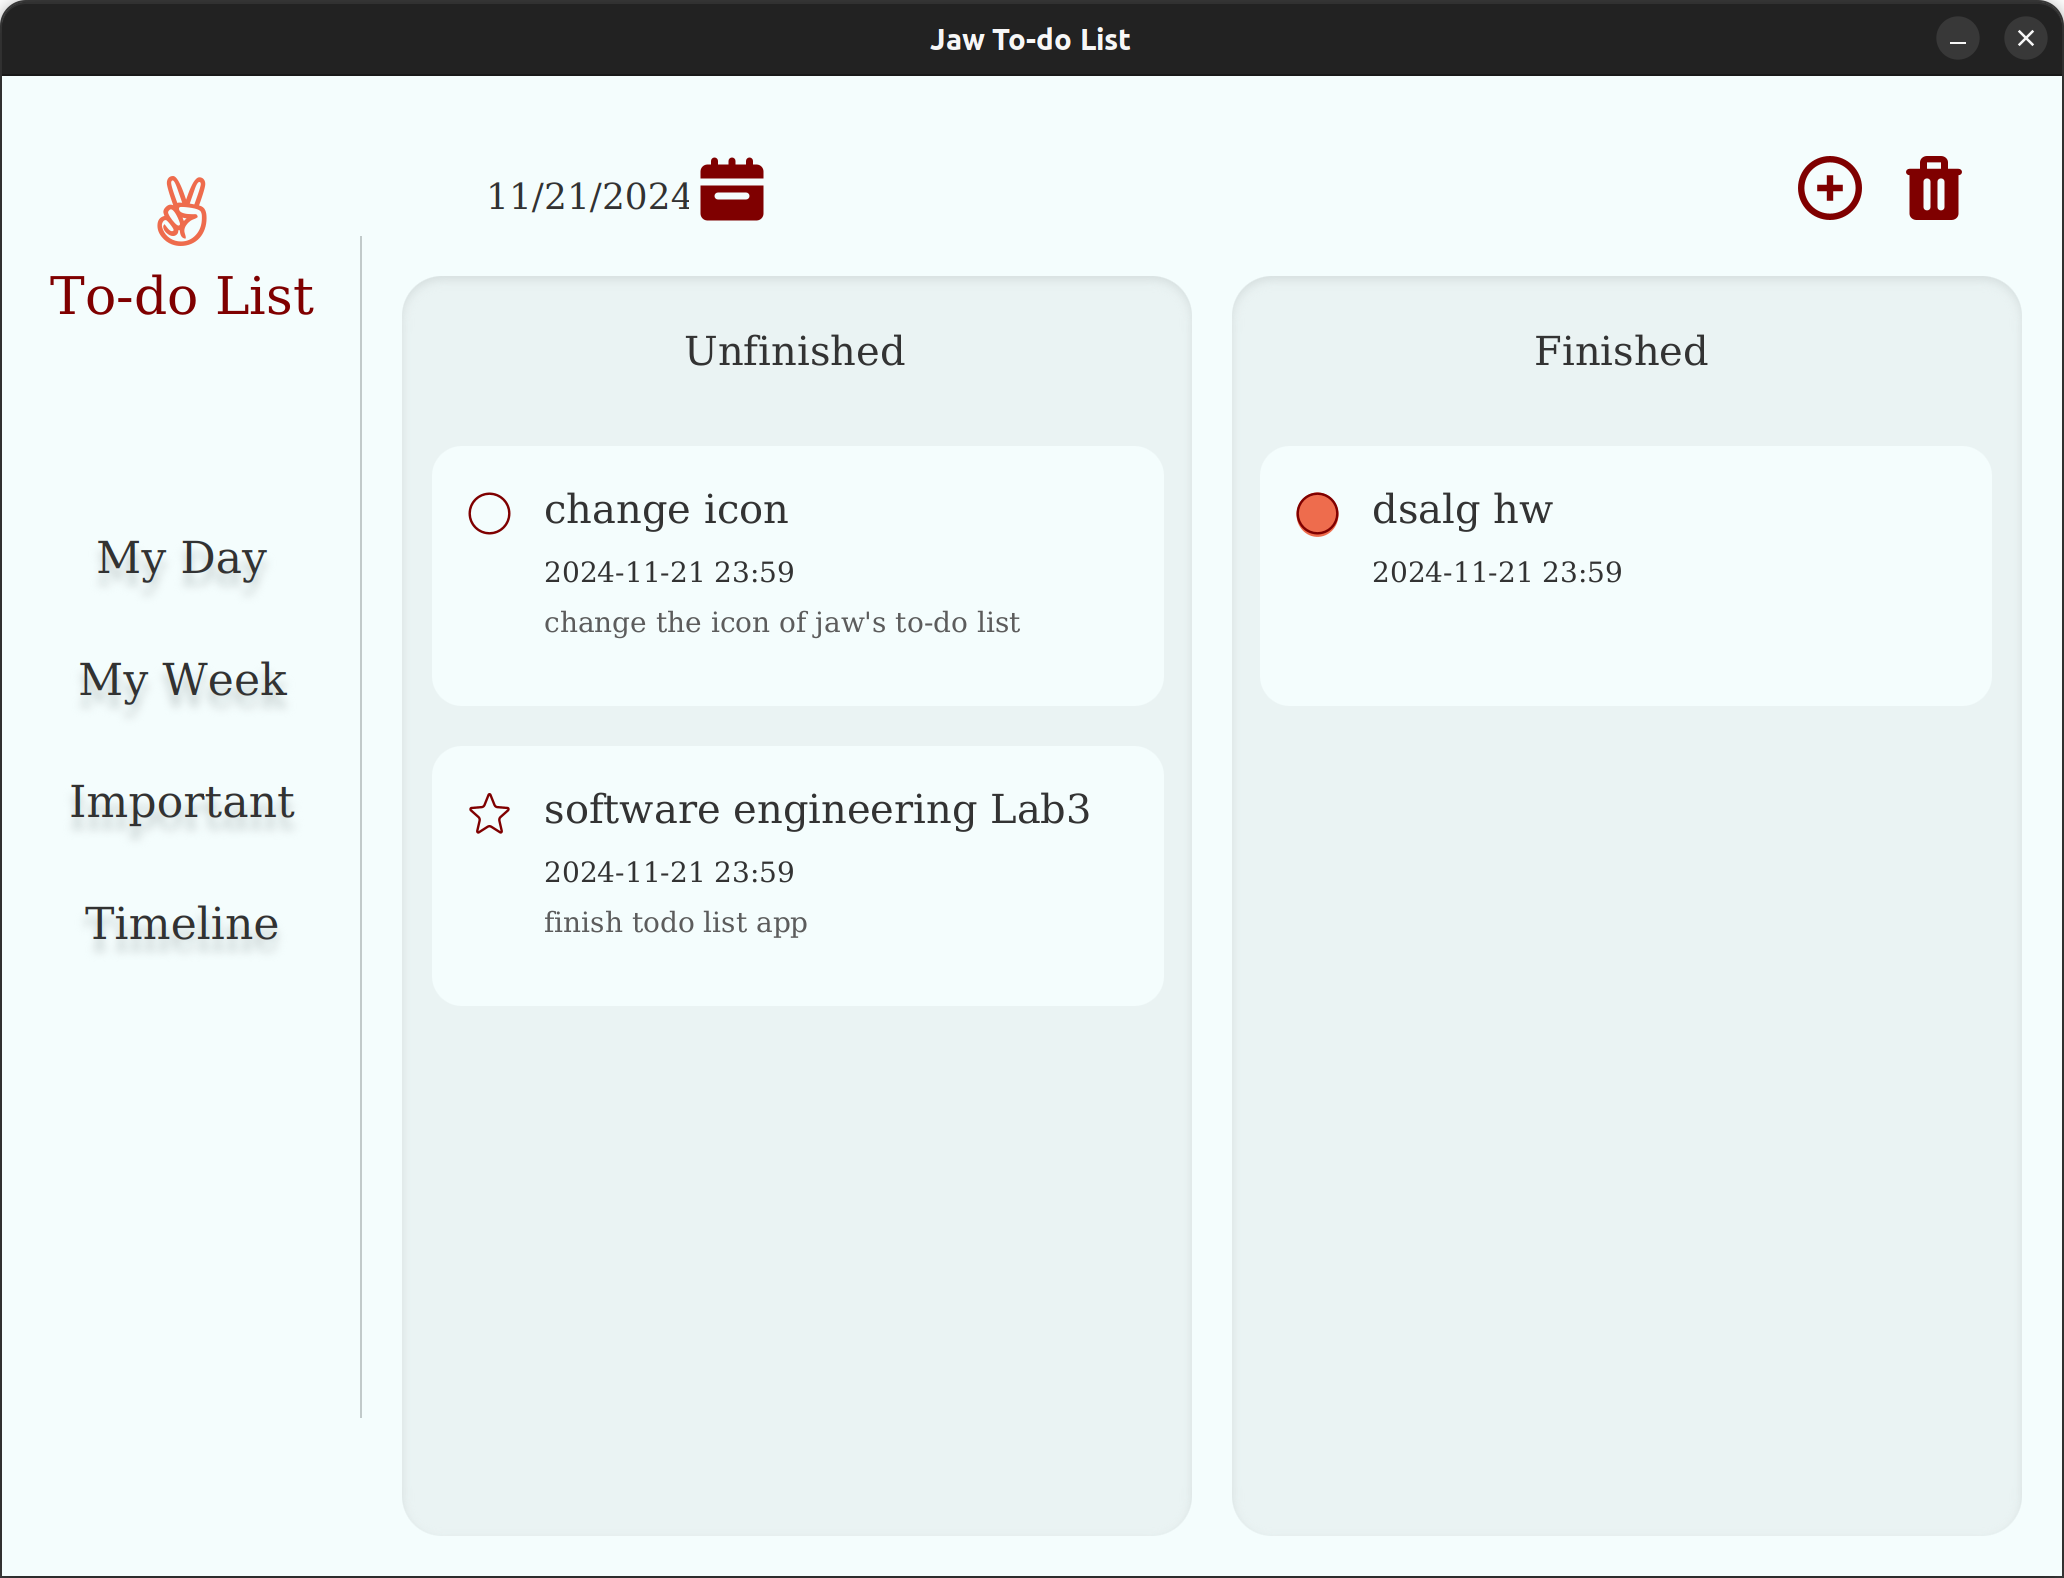 Jaw To-do List
To-do List
My Day
My Week
Important
Timeline
11/21/2024
Unfinished
change icon
2024-11-21 23:59
change the icon of jaw's to-do list
software engineering Lab3
2024-11-21 23:59
finish todo list app
Finished
dsalg hw
2024-11-21 23:59